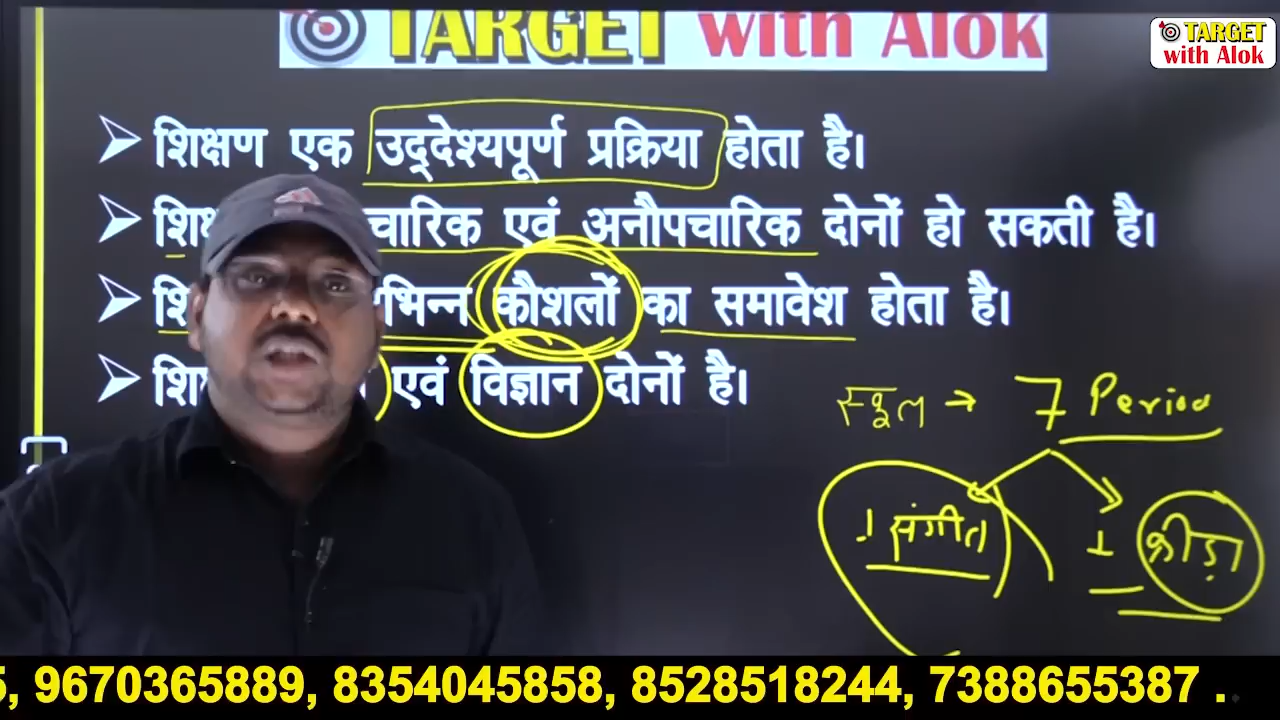 TARGET with Alok
TARGET
with Alok
शिक्षण एक उद्देश्यपूर्ण प्रक्रिया होता है।
चारिक एवं अनौपचारिक दोनों हो सकती है।
भिन्न कौशलों का समावेश होता है।
एवं विज्ञान दोनों है।
स्कूल → 7 Period
1 संगीत 1 क्रीड़ा
5, 9670365889, 8354045858, 8528518244, 7388655387 ..